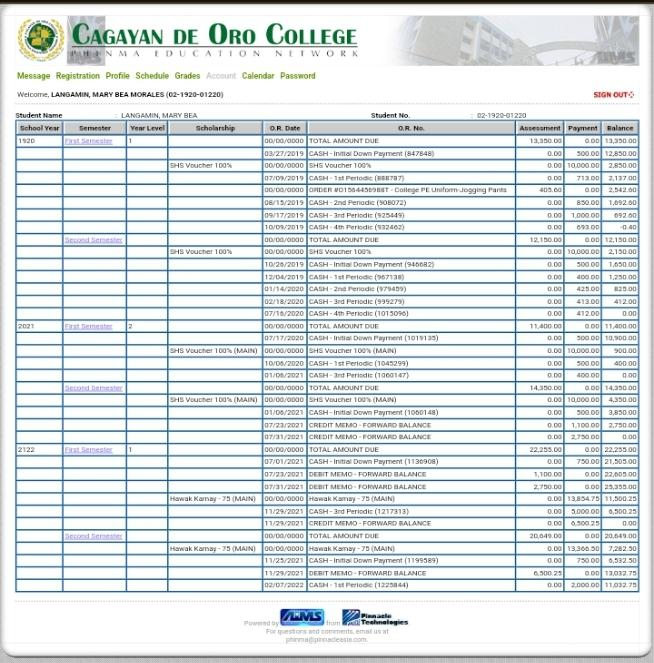 CAGAYAN DE ORO COLLEGE
PHINMA EDUCATION NETWORK
Message Registration Profile Schedule Grades Account Calendar Password
Welcome, LANGAMIN, MARY BEA MORALES (02-1920-01220) SIGN OUT
Student Name : LANGAMIN, MARY BEA Student No. : 02-1920-01220
School Year Semester Year Level Scholarship O.R. Date O.R. No. Assessment Payment Balance
1920 First Semester 1 00/00/0000 TOTAL AMOUNT DUE 13,350.00 0.00 13,350.00
03/27/2019 CASH - Initial Down Payment (847848) 0.00 500.00 12,850.00
SHS Voucher 100% 00/00/0000 SHS Voucher 100% 0.00 10,000.00 2,850.00
07/09/2019 CASH - 1st Periodic (888787) 0.00 713.00 2,137.00
00/00/0000 ORDER #O1564456988T - College PE Uniform-Jogging Pants 405.60 0.00 2,542.60
08/15/2019 CASH - 2nd Periodic (908072) 0.00 850.00 1,692.60
09/17/2019 CASH - 3rd Periodic (925449) 0.00 1,000.00 692.60
10/09/2019 CASH - 4th Periodic (932462) 0.00 693.00 -0.40
Second Semester 00/00/0000 TOTAL AMOUNT DUE 12,150.00 0.00 12,150.00
SHS Voucher 100% 00/00/0000 SHS Voucher 100% 0.00 10,000.00 2,150.00
10/26/2019 CASH - Initial Down Payment (946682) 0.00 500.00 1,650.00
12/04/2019 CASH - 1st Periodic (967138) 0.00 400.00 1,250.00
01/14/2020 CASH - 2nd Periodic (979459) 0.00 425.00 825.00
02/18/2020 CASH - 3rd Periodic (999279) 0.00 413.00 412.00
07/16/2020 CASH - 4th Periodic (1015096) 0.00 412.00 0.00
2021 First Semester 2 00/00/0000 TOTAL AMOUNT DUE 11,400.00 0.00 11,400.00
07/17/2020 CASH - Initial Down Payment (1019135) 0.00 500.00 10,900.00
SHS Voucher 100% (MAIN) 00/00/0000 SHS Voucher 100% (MAIN) 0.00 10,000.00 900.00
10/06/2020 CASH - 1st Periodic (1045299) 0.00 500.00 400.00
01/06/2021 CASH - 3rd Periodic (1060147) 0.00 400.00 0.00
Second Semester 00/00/0000 TOTAL AMOUNT DUE 14,350.00 0.00 14,350.00
SHS Voucher 100% (MAIN) 00/00/0000 SHS Voucher 100% (MAIN) 0.00 10,000.00 4,350.00
01/06/2021 CASH - Initial Down Payment (1060148) 0.00 500.00 3,850.00
07/23/2021 CREDIT MEMO - FORWARD BALANCE 0.00 1,100.00 2,750.00
07/31/2021 CREDIT MEMO - FORWARD BALANCE 0.00 2,750.00 0.00
2122 First Semester 1 00/00/0000 TOTAL AMOUNT DUE 22,255.00 0.00 22,255.00
07/01/2021 CASH - Initial Down Payment (1136908) 0.00 750.00 21,505.00
07/23/2021 DEBIT MEMO - FORWARD BALANCE 1,100.00 0.00 22,605.00
07/31/2021 DEBIT MEMO - FORWARD BALANCE 2,750.00 0.00 25,355.00
Hawak Kamay - 75 (MAIN) 00/00/0000 Hawak Kamay - 75 (MAIN) 0.00 13,854.75 11,500.25
11/29/2021 CASH - 3rd Periodic (1217313) 0.00 5,000.00 6,500.25
11/29/2021 CREDIT MEMO - FORWARD BALANCE 0.00 6,500.25 0.00
Second Semester 00/00/0000 TOTAL AMOUNT DUE 20,649.00 0.00 20,649.00
Hawak Kamay - 75 (MAIN) 00/00/0000 Hawak Kamay - 75 (MAIN) 0.00 13,366.50 7,282.50
11/25/2021 CASH - Initial Down Payment (1199589) 0.00 750.00 6,532.50
11/29/2021 DEBIT MEMO - FORWARD BALANCE 6,500.25 0.00 13,032.75
02/07/2022 CASH - 1st Periodic (1225844) 0.00 2,000.00 11,032.75
Powered by AIMS from Pinnacle Technologies
For questions and comments, email us at
phinma@pinnacleasia.com.